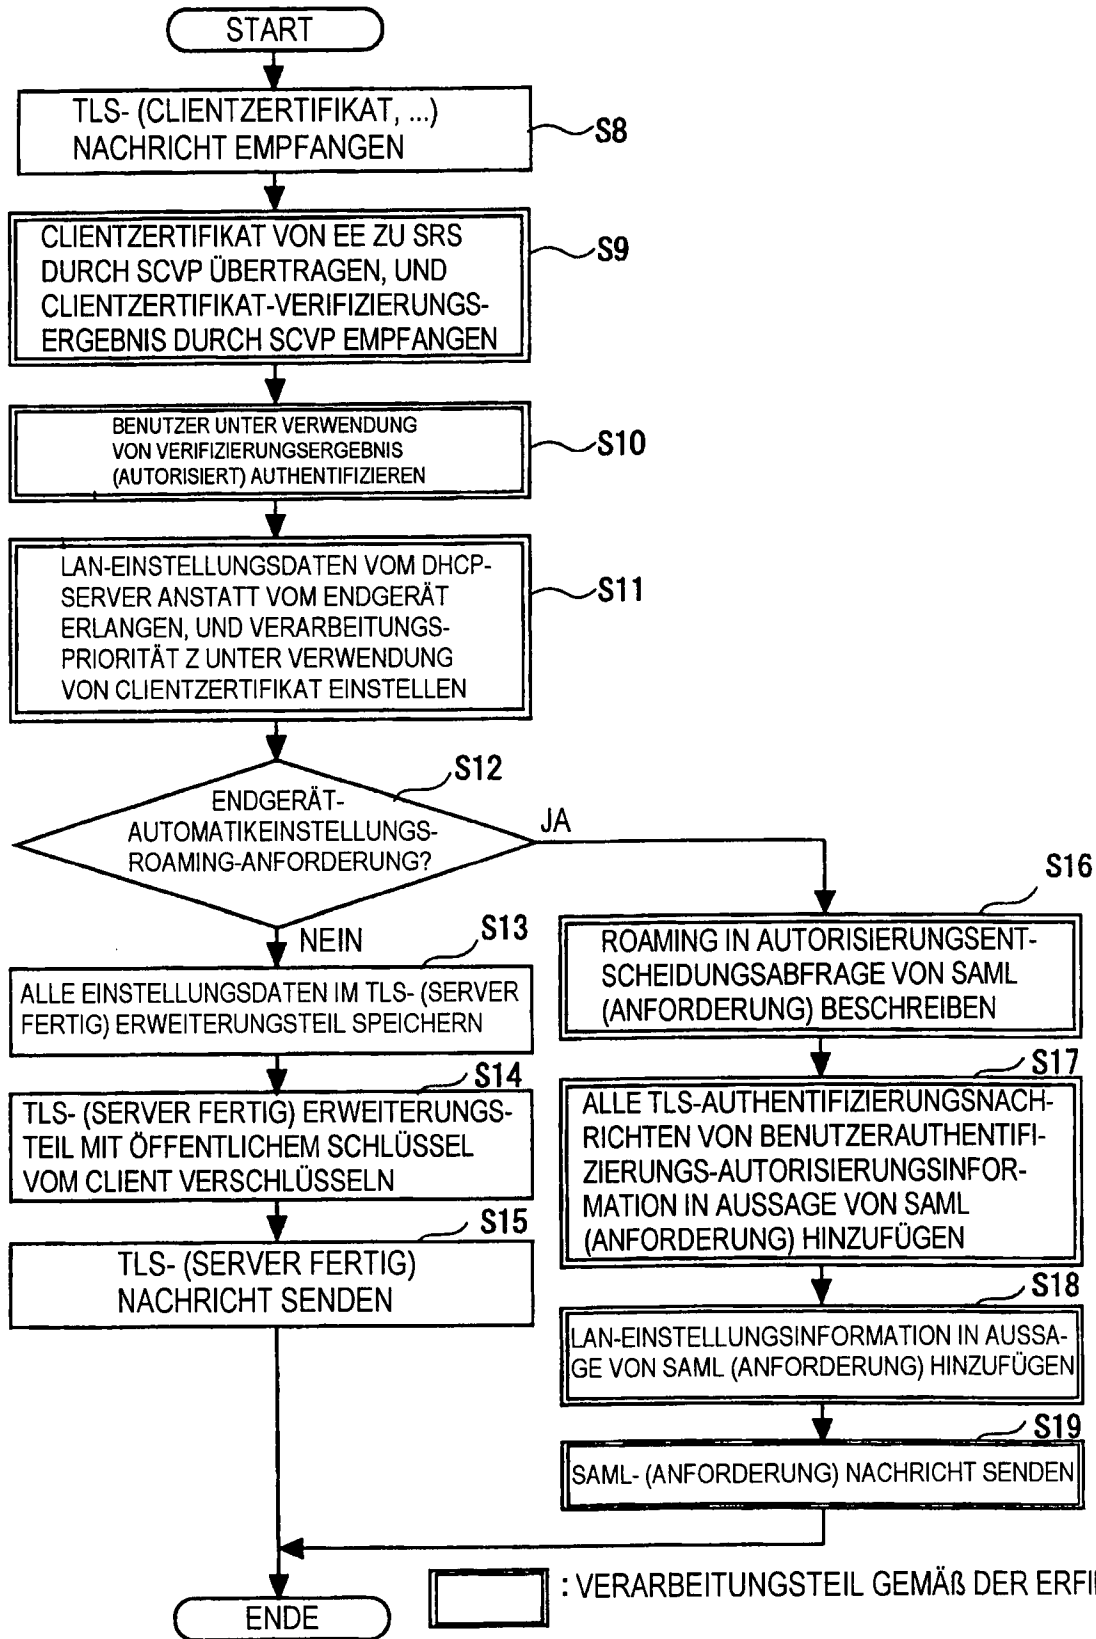 START
TLS- (CLIENTZERTIFIKAT, ...)
NACHRICHT EMPFANGEN
S8
CLIENTZERTIFIKAT VON EE ZU SRS
DURCH SCVP ÜBERTRAGEN, UND
CLIENTZERTIFIKAT-VERIFIZIERUNGS-
ERGEBNIS DURCH SCVP EMPFANGEN
S9
BENUTZER UNTER VERWENDUNG
VON VERIFIZIERUNGSERGEBNIS
(AUTORISIERT) AUTHENTIFIZIEREN
S10
LAN-EINSTELLUNGSDATEN VOM DHCP-
SERVER ANSTATT VOM ENDGERÄT
ERLANGEN, UND VERARBEITUNGS-
PRIORITÄT Z UNTER VERWENDUNG
VON CLIENTZERTIFIKAT EINSTELLEN
S11
S12
ENDGERÄT-
AUTOMATIKEINSTELLUNGS-
ROAMING-ANFORDERUNG?
JA
NEIN
S13
ALLE EINSTELLUNGSDATEN IM TLS- (SERVER
FERTIG) ERWEITERUNGSTEIL SPEICHERN
S14
TLS- (SERVER FERTIG) ERWEITERUNGS-
TEIL MIT ÖFFENTLICHEM SCHLÜSSEL
VOM CLIENT VERSCHLÜSSELN
S15
TLS- (SERVER FERTIG)
NACHRICHT SENDEN
S16
ROAMING IN AUTORISIERUNGSENT-
SCHEIDUNGSABFRAGE VON SAML
(ANFORDERUNG) BESCHREIBEN
S17
ALLE TLS-AUTHENTIFIZIERUNGSNACH-
RICHTEN VON BENUTZERAUTHENTIFI-
ZIERUNGS-AUTORISIERUNGSINFOR-
MATION IN AUSSAGE VON SAML
(ANFORDERUNG) HINZUFÜGEN
S18
LAN-EINSTELLUNGSINFORMATION IN AUSSA-
GE VON SAML (ANFORDERUNG) HINZUFÜGEN
S19
SAML- (ANFORDERUNG) NACHRICHT SENDEN
: VERARBEITUNGSTEIL GEMÄß DER ERFI
ENDE